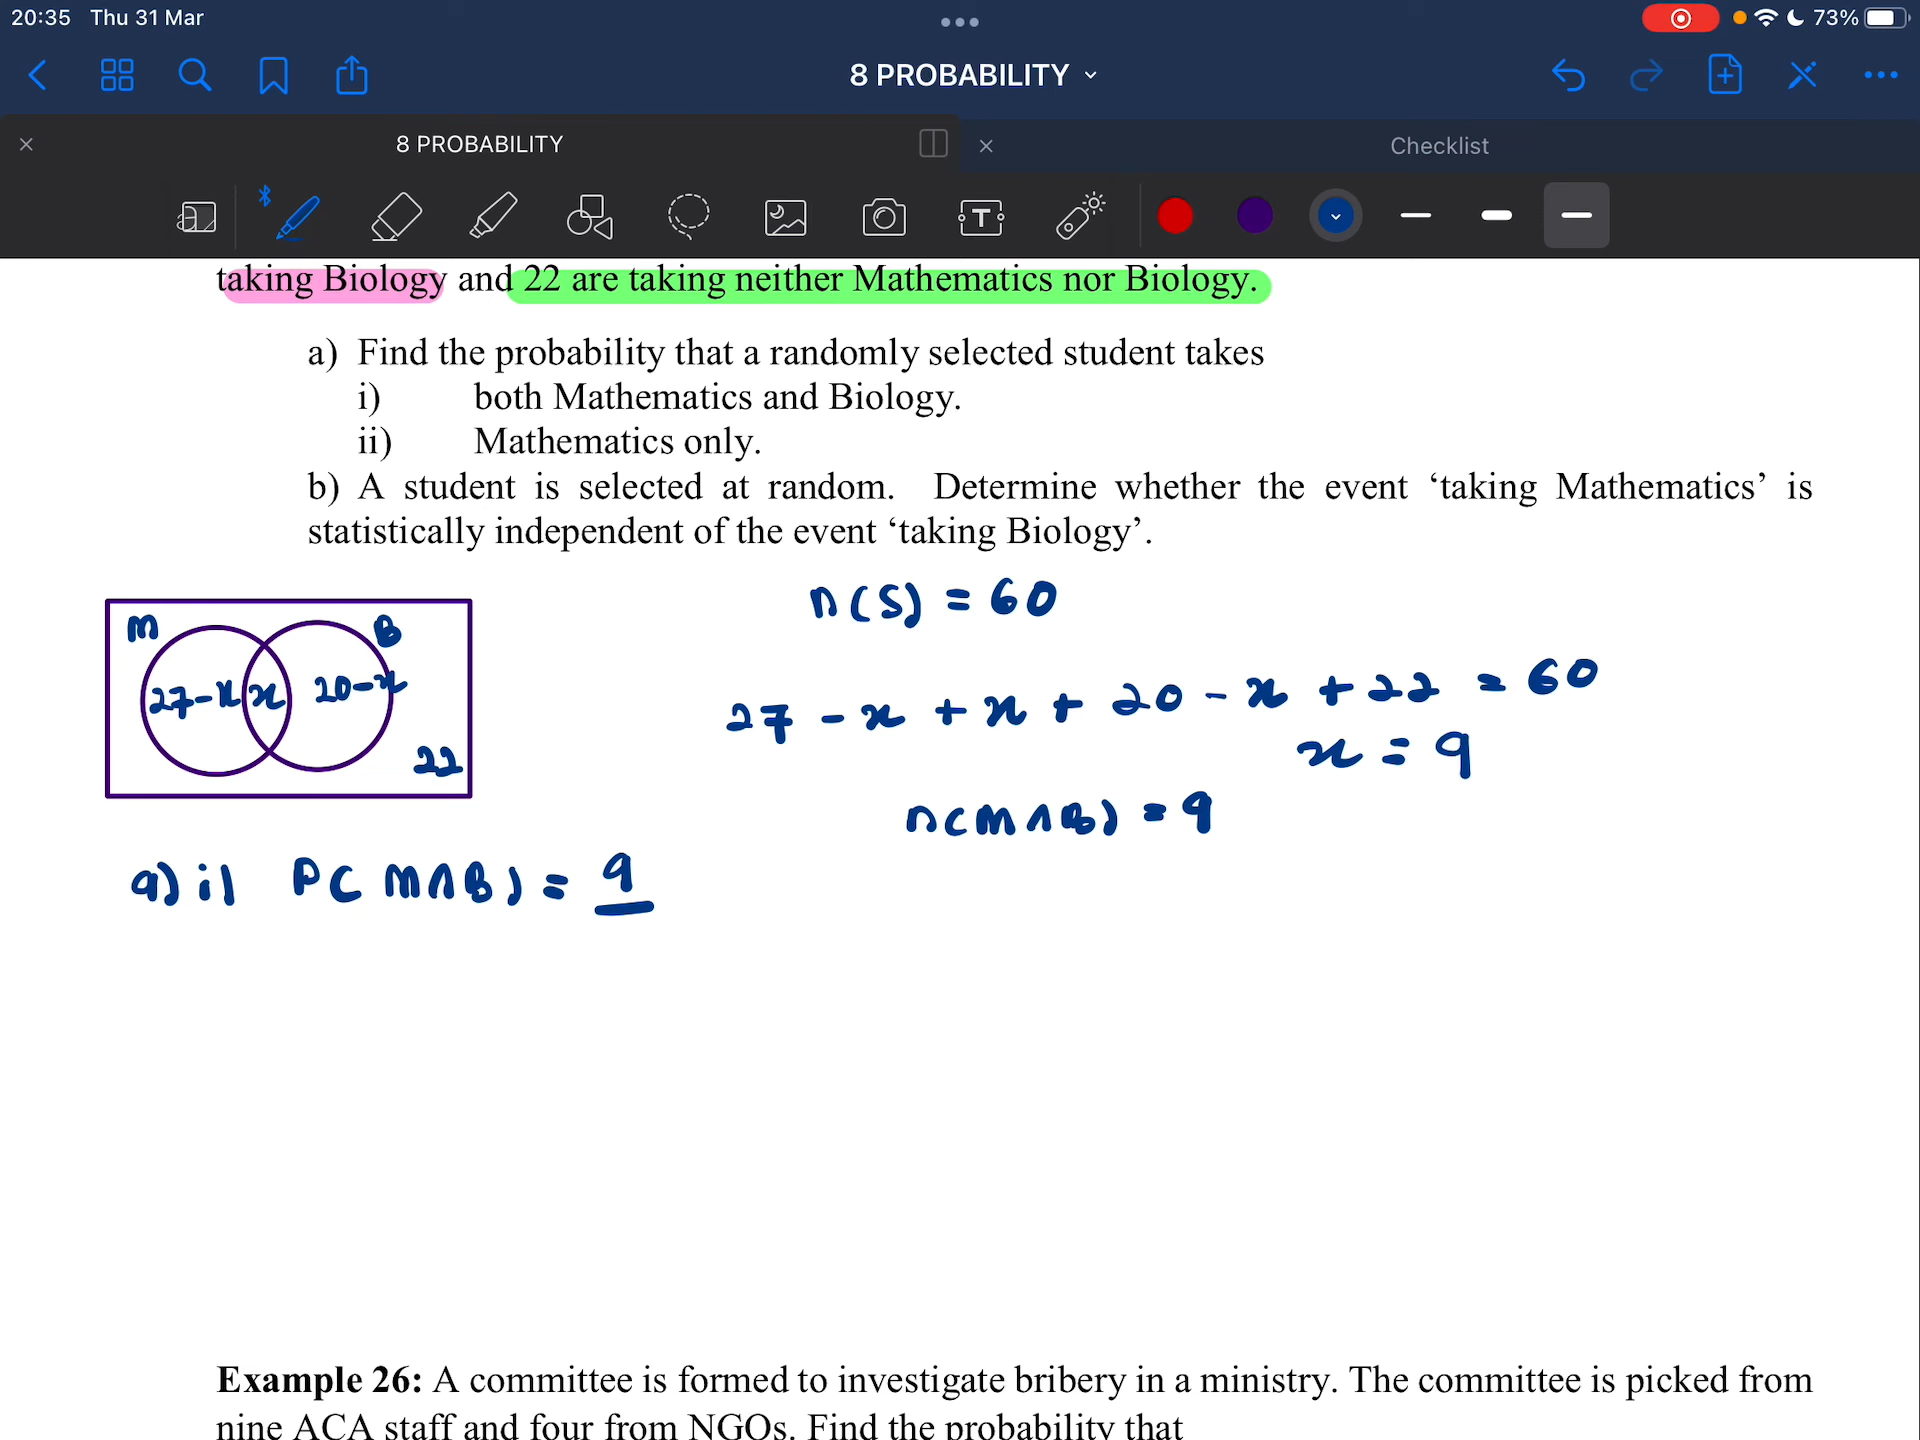 20:35 Thu 31 Mar
73%
8 PROBABILITY
8 PROBABILITY
Checklist
taking Biology and 22 are taking neither Mathematics nor Biology.
a) Find the probability that a randomly selected student takes
i) both Mathematics and Biology.
ii) Mathematics only.
b) A student is selected at random. Determine whether the event ‘taking Mathematics’ is
statistically independent of the event ‘taking Biology’.
n(S) = 60
M B
27-x x 20-x
22
27 - x + x + 20 - x + 22 = 60
x = 9
n(M∩B) = 9
a) i) P(M∩B) = 9
Example 26: A committee is formed to investigate bribery in a ministry. The committee is picked from
nine ACA staff and four from NGOs. Find the probability that